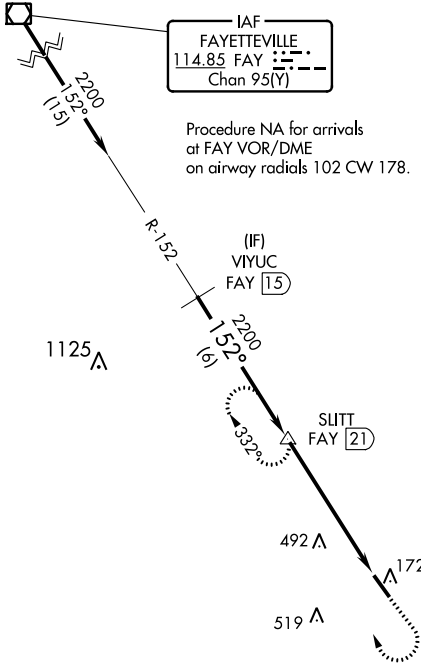 IAF
FAYETTEVILLE
114.85 FAY
Chan 95(Y)
2200
152°
(15)
Procedure NA for arrivals
at FAY VOR/DME
on airway radials 102 CW 178.
R-152
(IF)
VIYUC
FAY 15
2200
152°
(6)
1125
332°
SLITT
FAY 21
492
172
519